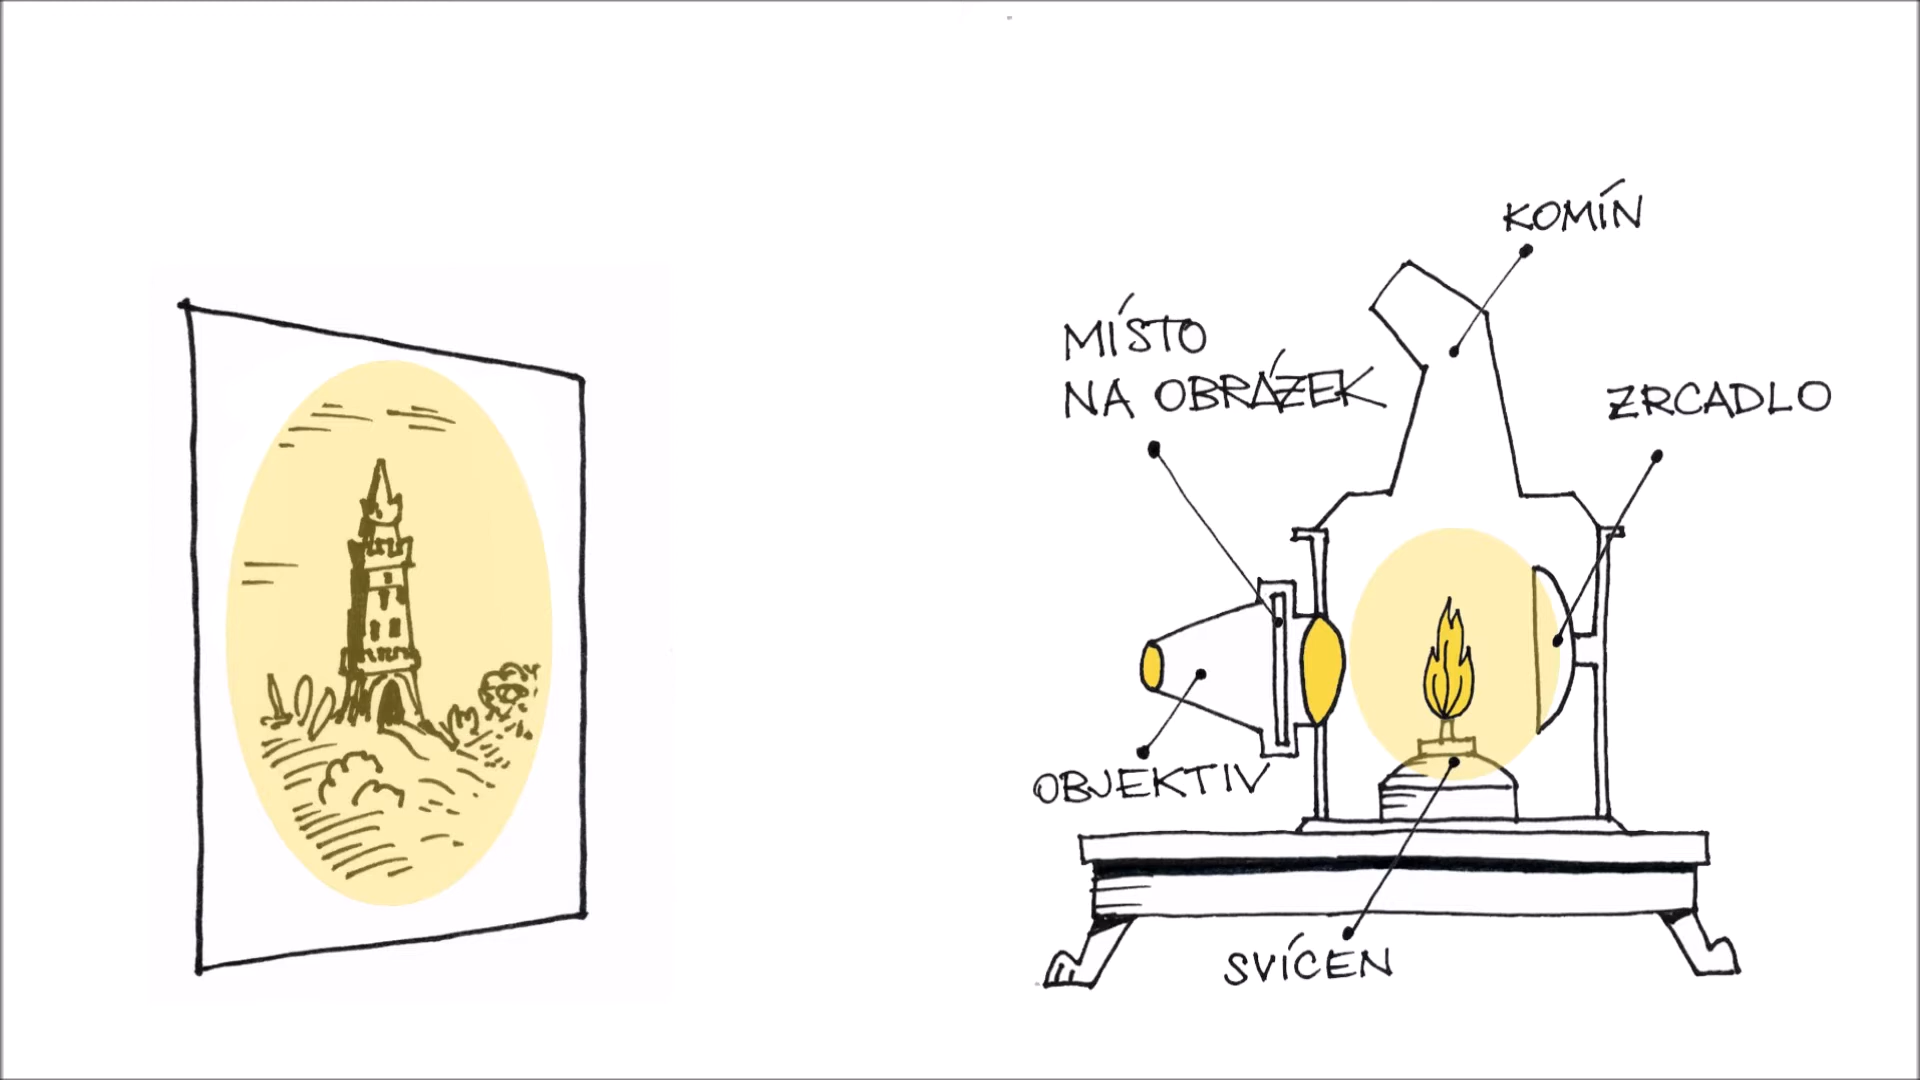 KOMÍN
MÍSTO
NA OBRÁZEK
ZRCADLO
OBJEKTIV
SVÍCEN